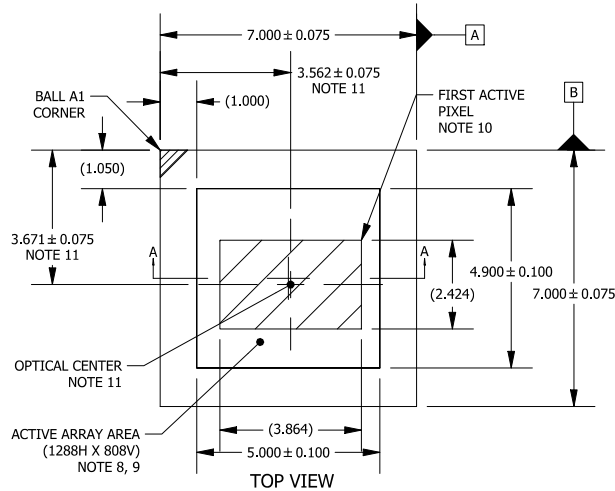 7.000 ± 0.075
A
3.562 ± 0.075
NOTE 11
BALL A1
CORNER
(1.000)
FIRST ACTIVE
PIXEL
NOTE 10
B
(1.050)
3.671 ± 0.075
NOTE 11
A
A
(2.424)
4.900 ± 0.100
7.000 ± 0.075
OPTICAL CENTER
NOTE 11
ACTIVE ARRAY AREA
(1288H X 808V)
NOTE 8, 9
(3.864)
5.000 ± 0.100
TOP VIEW